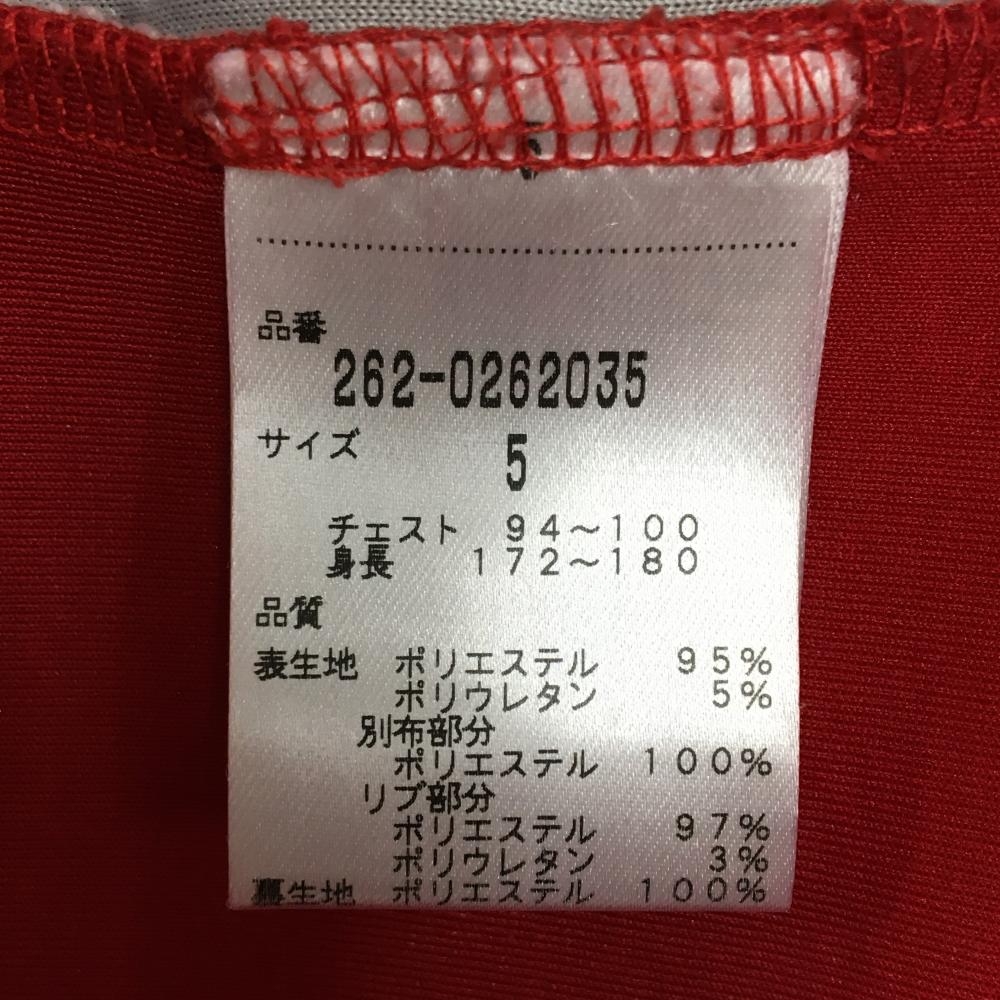 品番
262-0262035
サイズ 5
チェスト 94~100
身長 172~180
品質
表生地 ポリエステル 95%
ポリウレタン 5%
別布部分
ポリエステル 100%
リブ部分
ポリエステル 97%
ポリウレタン 3%
裏生地 ポリエステル 100%